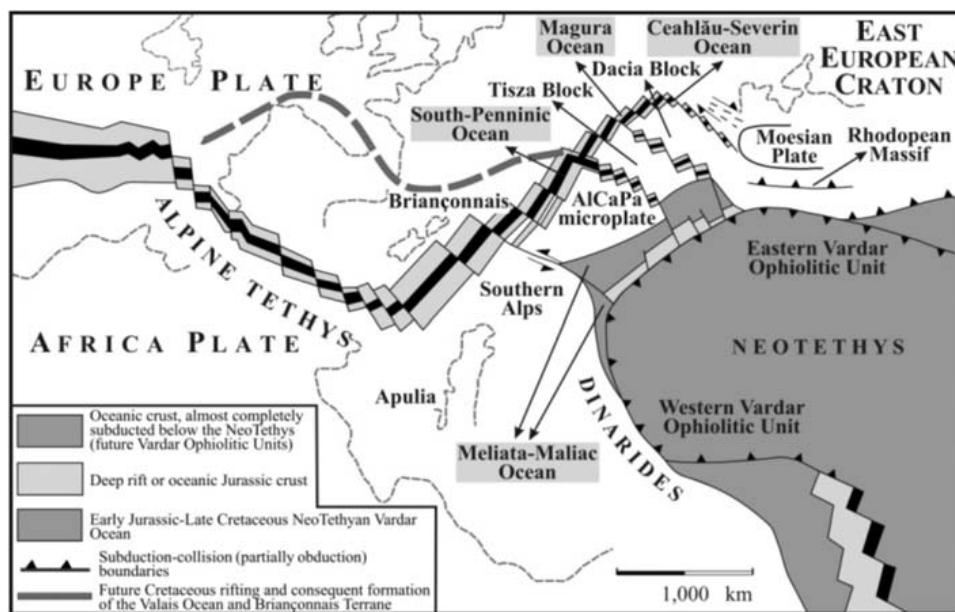 EUROPE PLATE
Magura
Ocean
Ceahlău-Severin
Ocean
EAST
EUROPEAN
CRATON
Dacia Block
Tisza Block
South-Penninic
Ocean
Moesian
Plate
Rhodopean
Massif
Briançonnais
AlCaPa
microplate
ALPINE TETHYS
Southern
Alps
Eastern Vardar
Ophiolitic Unit
AFRICA PLATE
NEOTETHYS
Apulia
DINARIDES
Western Vardar
Ophiolitic Unit
Meliata-Maliac
Ocean
Oceanic crust, almost completely
subducted below the NeoTethys
(future Vardar Ophiolitic Units)
Deep rift or oceanic Jurassic crust
Early Jurassic-Late Cretaceous NeoTethyan Vardar
Ocean
Subduction-collision (partially obduction)
boundaries
Future Cretaceous rifting and consequent formation
of the Valais Ocean and Briançonnais Terrane
1,000 km